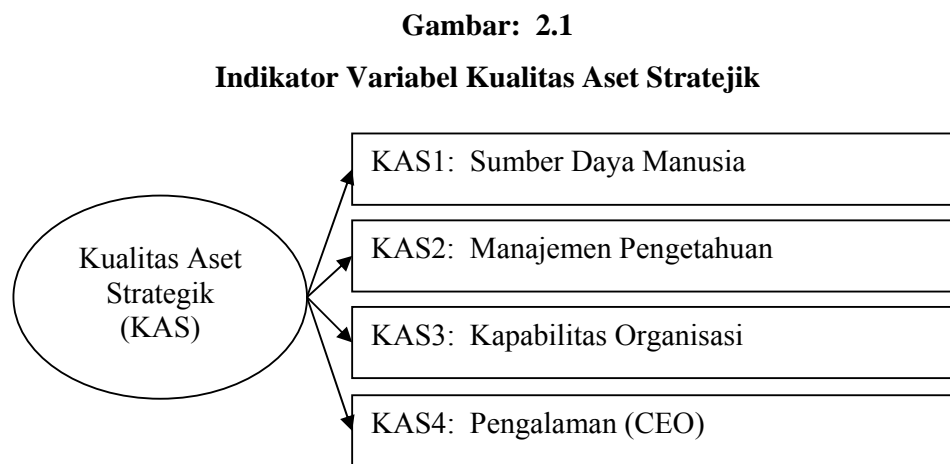 Gambar: 2.1
Indikator Variabel Kualitas Aset Stratejik
Kualitas Aset
Strategik
(KAS)
KAS1: Sumber Daya Manusia
KAS2: Manajemen Pengetahuan
KAS3: Kapabilitas Organisasi
KAS4: Pengalaman (CEO)